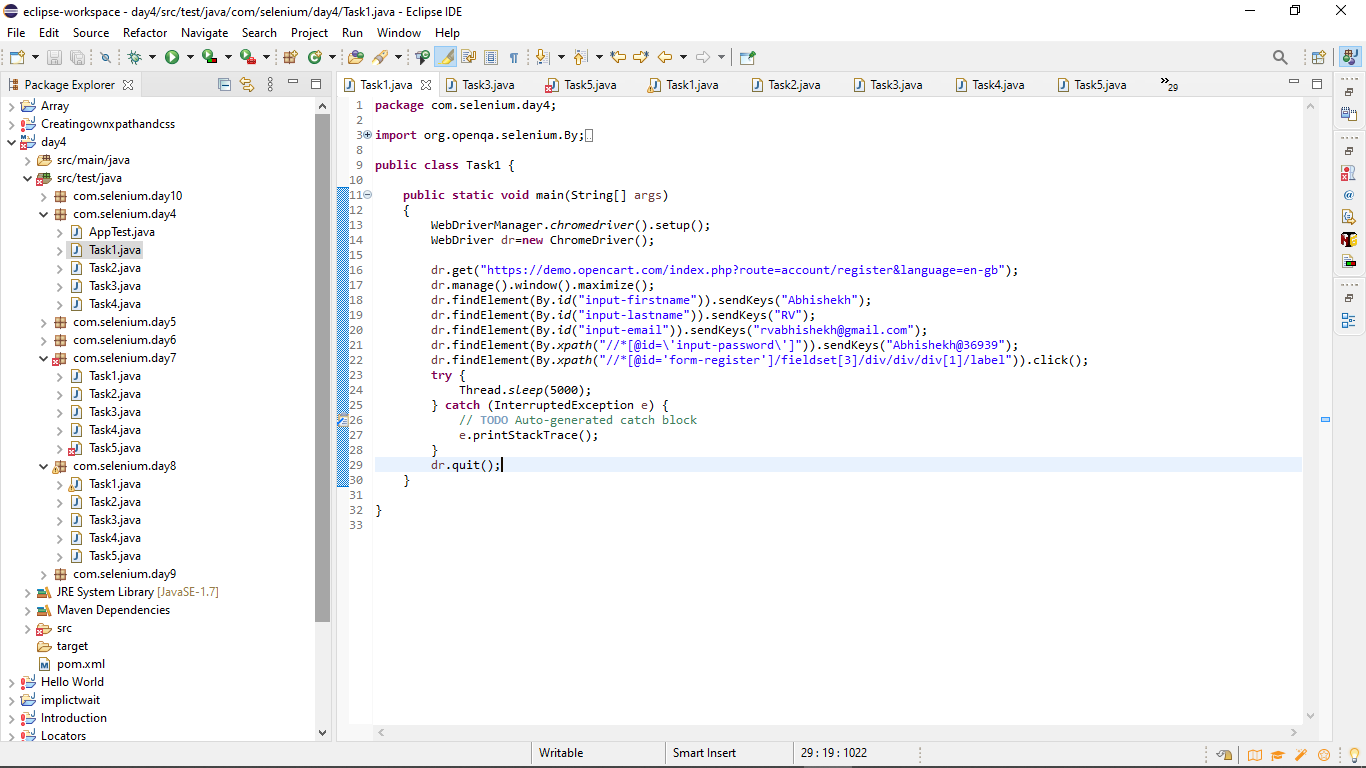 eclipse-workspace - day4/src/test/java/com/selenium/day4/Task1.java - Eclipse IDE
File Edit Source Refactor Navigate Search Project Run Window Help
Package Explorer
Array
Creatingownxpathandcss
day4
src/main/java
src/test/java
com.selenium.day10
com.selenium.day4
AppTest.java
Task1.java
Task2.java
Task3.java
Task4.java
com.selenium.day5
com.selenium.day6
com.selenium.day7
Task1.java
Task2.java
Task3.java
Task4.java
Task5.java
com.selenium.day8
Task1.java
Task2.java
Task3.java
Task4.java
Task5.java
com.selenium.day9
JRE System Library [JavaSE-1.7]
Maven Dependencies
src
target
pom.xml
Hello World
implictwait
Introduction
Locators
Task1.java Task3.java Task5.java Task1.java Task2.java Task3.java Task4.java Task5.java »29
1 package com.selenium.day4;
2
3 import org.openqa.selenium.By;
8
9 public class Task1 {
10
11 public static void main(String[] args)
12 {
13 WebDriverManager.chromedriver().setup();
14 WebDriver dr=new ChromeDriver();
15
16 dr.get("https://demo.opencart.com/index.php?route=account/register&language=en-gb");
17 dr.manage().window().maximize();
18 dr.findElement(By.id("input-firstname")).sendKeys("Abhishekh");
19 dr.findElement(By.id("input-lastname")).sendKeys("RV");
20 dr.findElement(By.id("input-email")).sendKeys("rvabhishekh@gmail.com");
21 dr.findElement(By.xpath("//*[@id=\'input-password\']")).sendKeys("Abhishekh@36939");
22 dr.findElement(By.xpath("//*[@id='form-register']/fieldset[3]/div/div/div[1]/label")).click();
23 try {
24 Thread.sleep(5000);
25 } catch (InterruptedException e) {
26 // TODO Auto-generated catch block
27 e.printStackTrace();
28 }
29 dr.quit();
30 }
31
32 }
33
Writable Smart Insert 29 : 19 : 1022